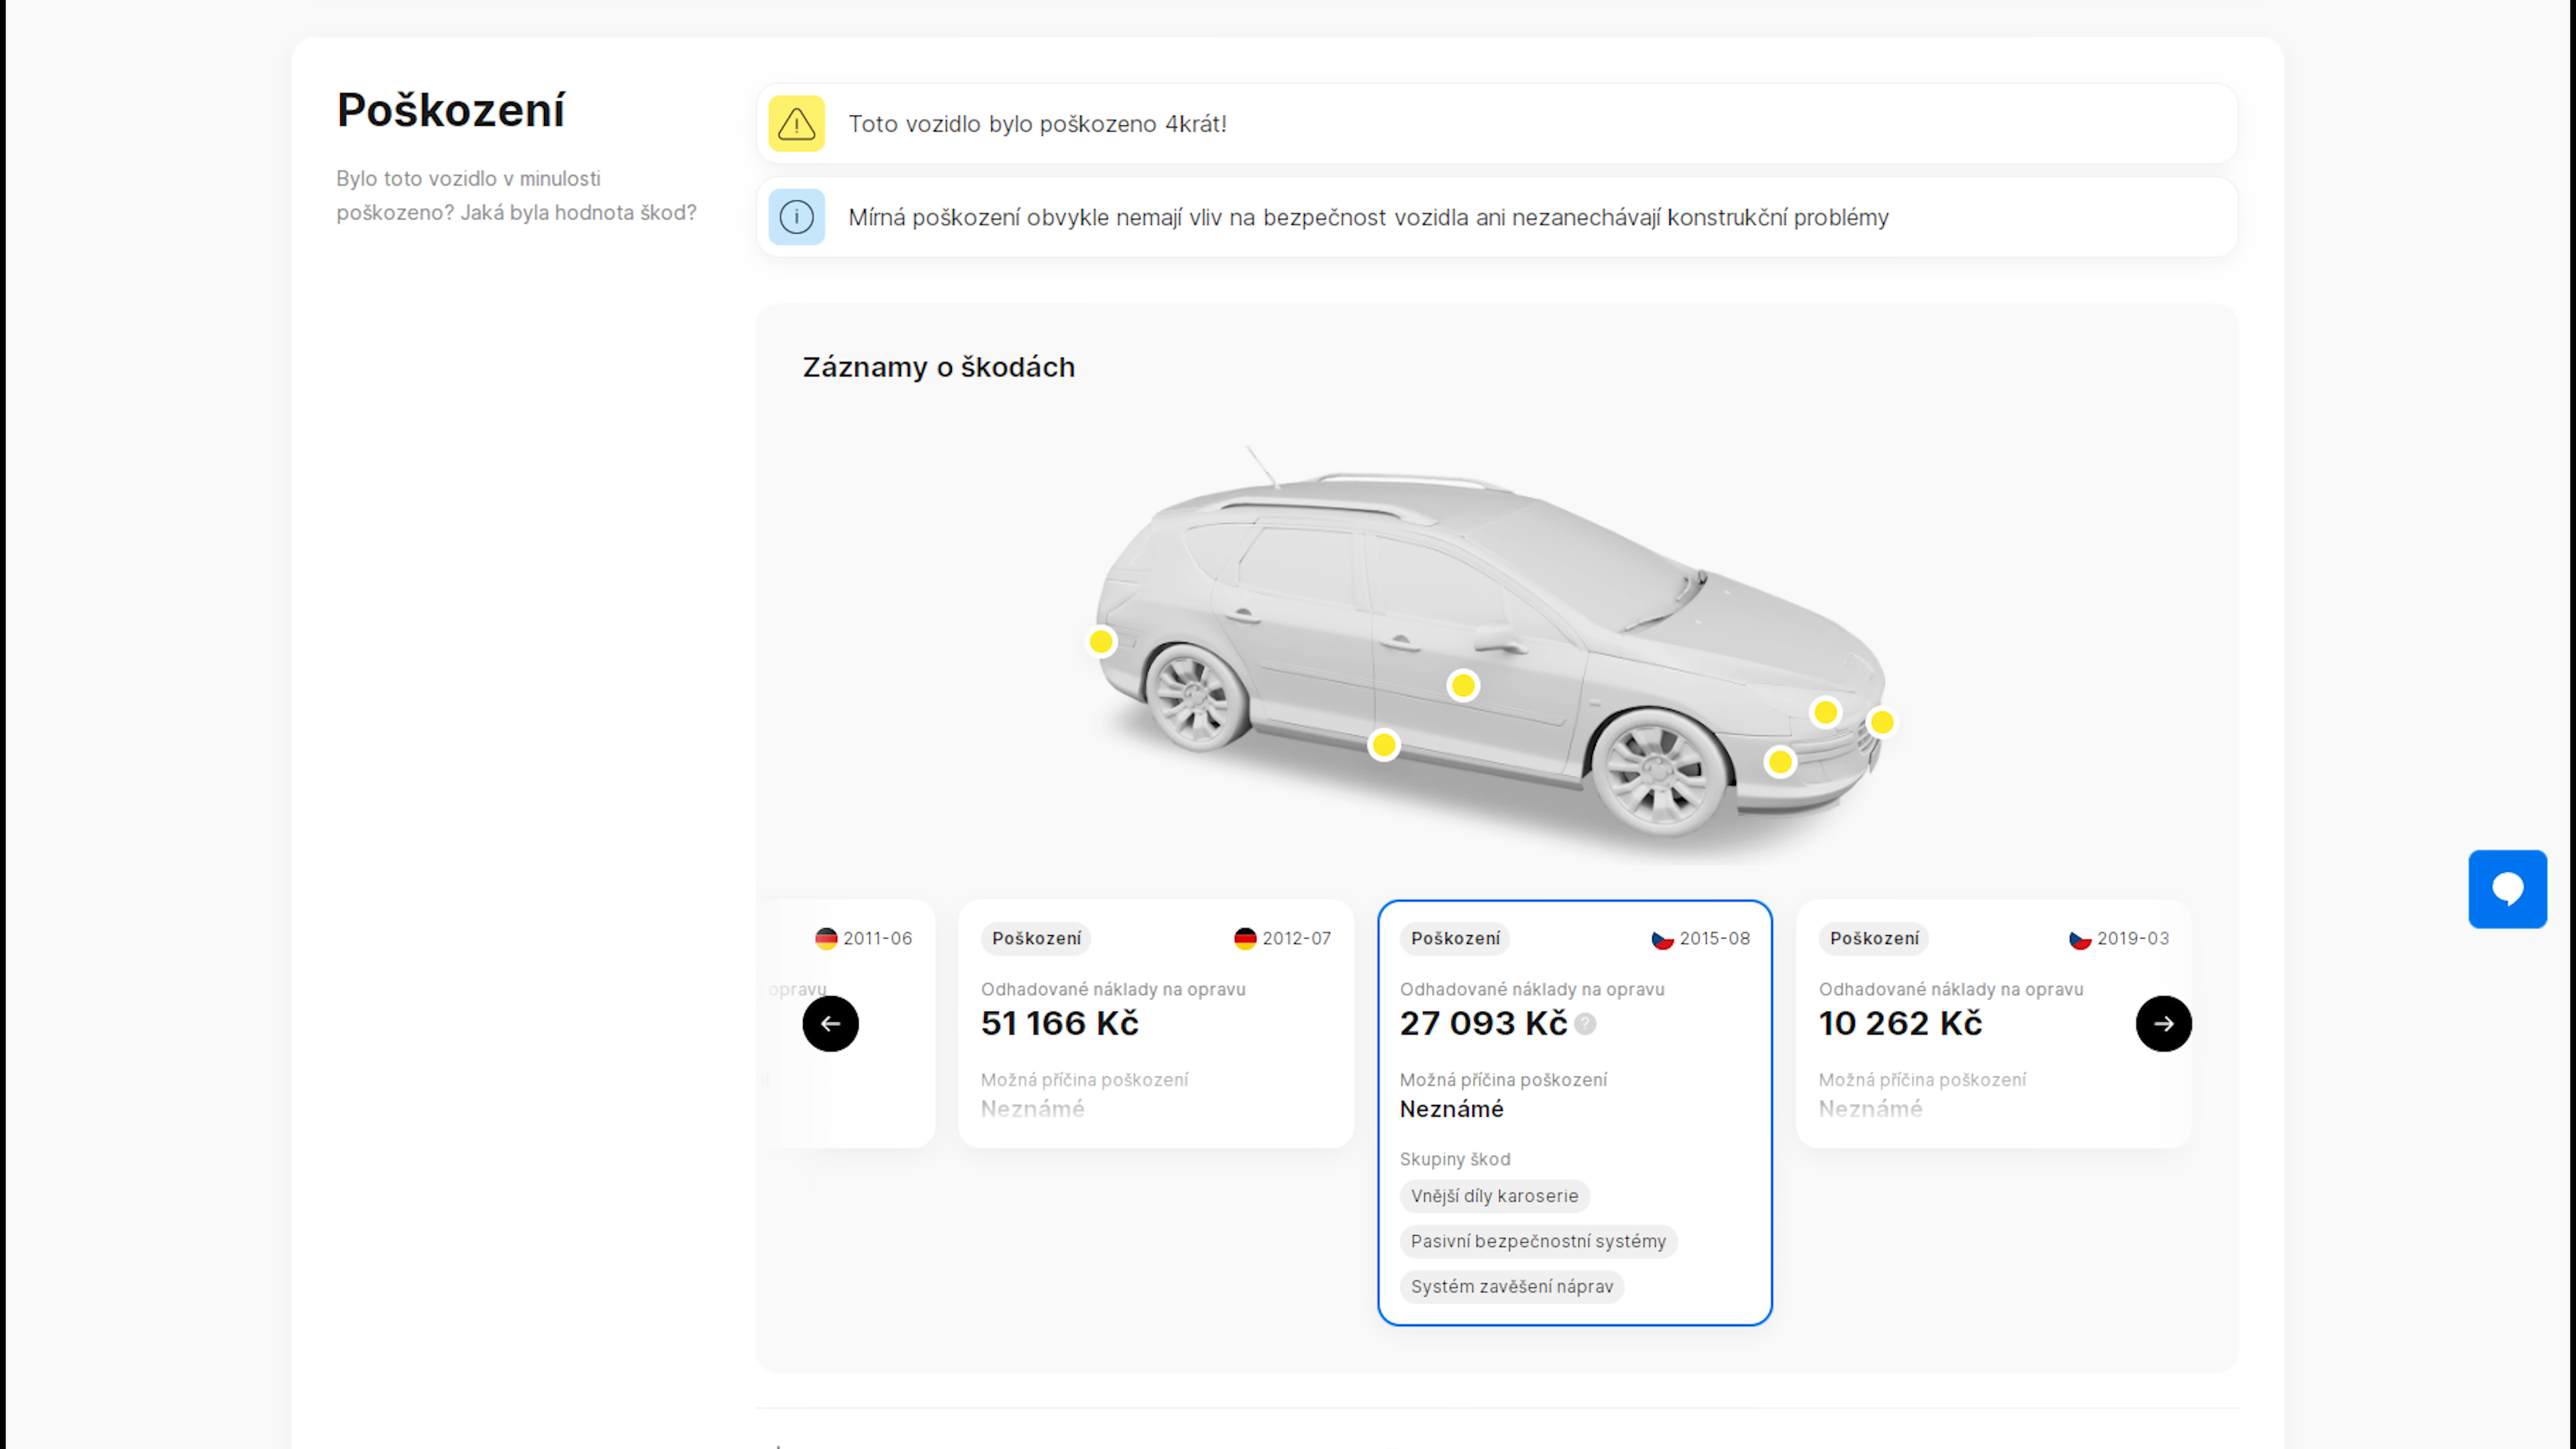 Poškození
Bylo toto vozidlo v minulosti
poškozeno? Jaká byla hodnota škod?
Toto vozidlo bylo poškozeno 4krát!
Mírná poškození obvykle nemají vliv na bezpečnost vozidla ani nezanechávají konstrukční problémy
Záznamy o škodách
2011-06
opravu
Poškození 2012-07
Odhadované náklady na opravu
51 166 Kč
Možná příčina poškození
Neznámé
Poškození 2015-08
Odhadované náklady na opravu
27 093 Kč ?
Možná příčina poškození
Neznámé
Skupiny škod
Vnější díly karoserie
Pasivní bezpečnostní systémy
Systém zavěšení náprav
Poškození 2019-03
Odhadované náklady na opravu
10 262 Kč
Možná příčina poškození
Neznámé